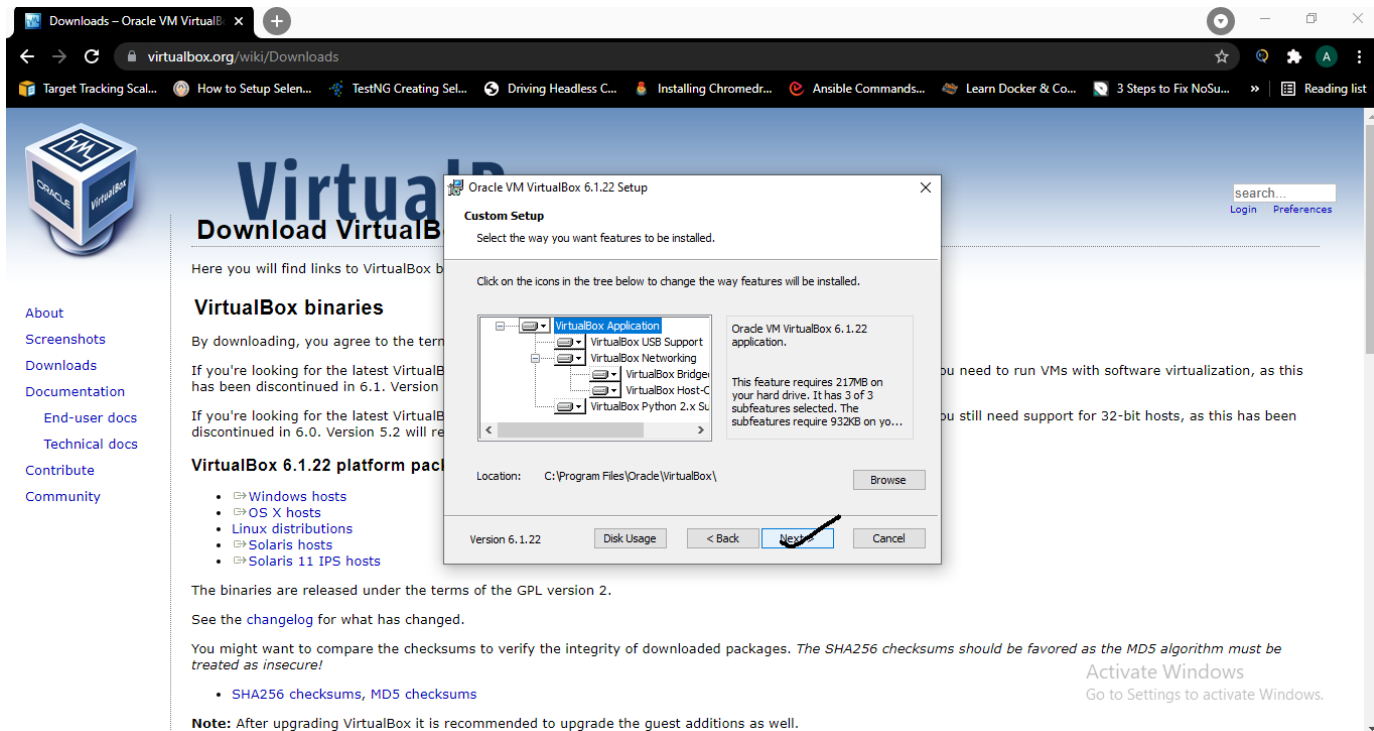 Downloads – Oracle VM VirtualB
virtualbox.org/wiki/Downloads
A
Target Tracking Scal...
How to Setup Selen...
TestNG Creating Sel...
Driving Headless C...
Installing Chromedr...
Ansible Commands...
Learn Docker & Co...
3 Steps to Fix NoSu...
»
Reading list
ORACLE
VirtualBox
search...
Login Preferences
About
Screenshots
Downloads
Documentation
End-user docs
Technical docs
Contribute
Community
Download VirtualB
Here you will find links to VirtualBox b
VirtualBox binaries
By downloading, you agree to the tern
If you're looking for the latest VirtualB
ou need to run VMs with software virtualization, as this
has been discontinued in 6.1. Version
If you're looking for the latest VirtualB
ou still need support for 32-bit hosts, as this has been
discontinued in 6.0. Version 5.2 will re
VirtualBox 6.1.22 platform pac
Windows hosts
OS X hosts
Linux distributions
Solaris hosts
Solaris 11 IPS hosts
The binaries are released under the terms of the GPL version 2.
See the changelog for what has changed.
You might want to compare the checksums to verify the integrity of downloaded packages. The SHA256 checksums should be favored as the MD5 algorithm must be
treated as insecure!
SHA256 checksums, MD5 checksums
Note: After upgrading VirtualBox it is recommended to upgrade the guest additions as well.
Oracle VM VirtualBox 6.1.22 Setup
Custom Setup
Select the way you want features to be installed.
Click on the icons in the tree below to change the way features will be installed.
VirtualBox Application
VirtualBox USB Support
VirtualBox Networking
VirtualBox Bridge
VirtualBox Host-C
VirtualBox Python 2.x Su
Oracle VM VirtualBox 6.1.22
application.
This feature requires 217MB on
your hard drive. It has 3 of 3
subfeatures selected. The
subfeatures require 932KB on yo...
Location: C:\Program Files\Oracle\VirtualBox\
Browse
Version 6.1.22
Disk Usage
< Back
Next >
Cancel
Activate Windows
Go to Settings to activate Windows.